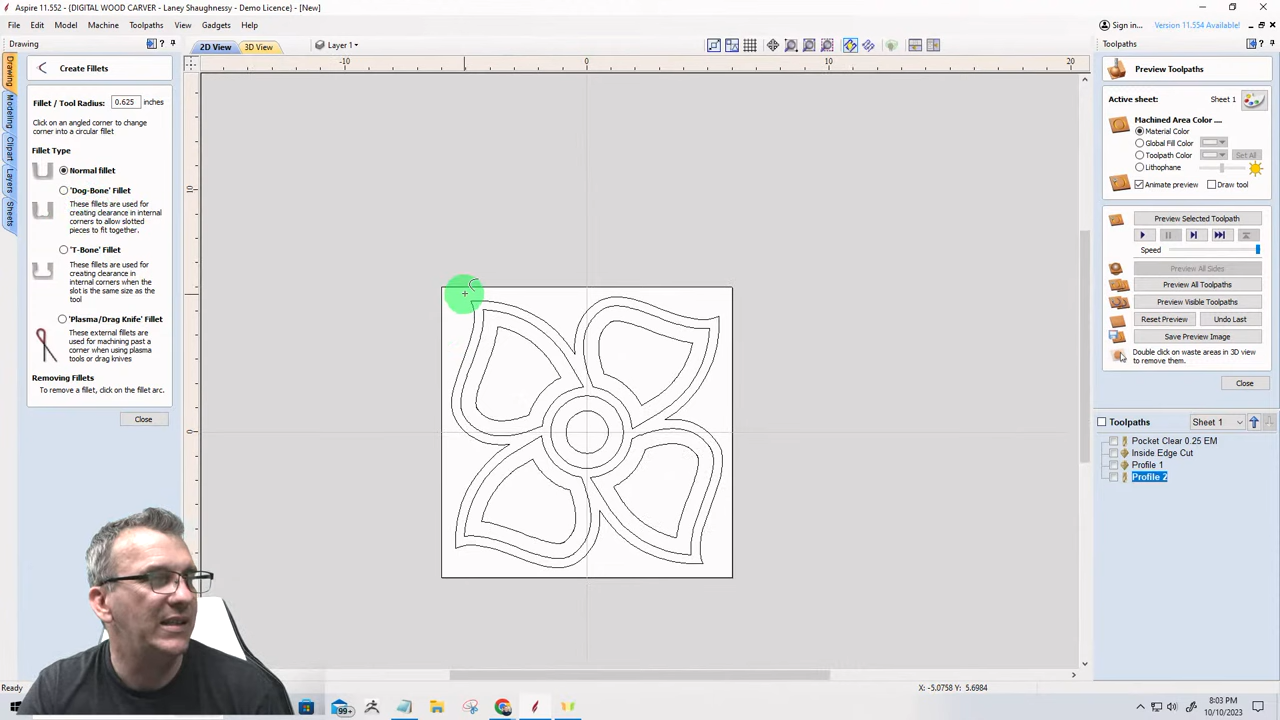 Aspire 11.552 - (DIGITAL WOOD CARVER - Laney Shaughnessy - Demo Licence) - [New]
File Edit Model Machine Toolpaths View Gadgets Help
Sign in... Version 11.554 Available!
Drawing
2D View 3D View Layer 1
Toolpaths
Create Fillets
Fillet / Tool Radius: 0.625 inches
Click on an angled corner to change
corner into a circular fillet
Fillet Type
Normal fillet
'Dog-Bone' Fillet
These fillets are used for
creating clearance in internal
corners to allow slotted
pieces to fit together.
'T-Bone' Fillet
These fillets are used for
creating clearance in
internal corners when the
slot is the same size as the
tool
'Plasma/Drag Knife' Fillet
These external fillets are
used for machining past a
corner when using plasma
tools or drag knives
Removing Fillets
To remove a fillet, click on the fillet arc.
Close
Drawing
Modeling
Clipart
Layers
Sheets
-10 0 10 20
10
0
Preview Toolpaths
Active sheet: Sheet 1
Machined Area Color ....
Material Color
Global Fill Color
Toolpath Color Set All
Lithophane
Animate preview Draw tool
Preview Selected Toolpath
Speed
Preview All Sides
Preview All Toolpaths
Preview Visible Toolpaths
Reset Preview Undo Last
Save Preview Image
Double click on waste areas in 3D view
to remove them.
Close
Toolpaths Sheet 1
Pocket Clear 0.25 EM
Inside Edge Cut
Profile 1
Profile 2
Ready
X: -5.0758 Y: 5.6984
99+
8:03 PM
10/10/2023